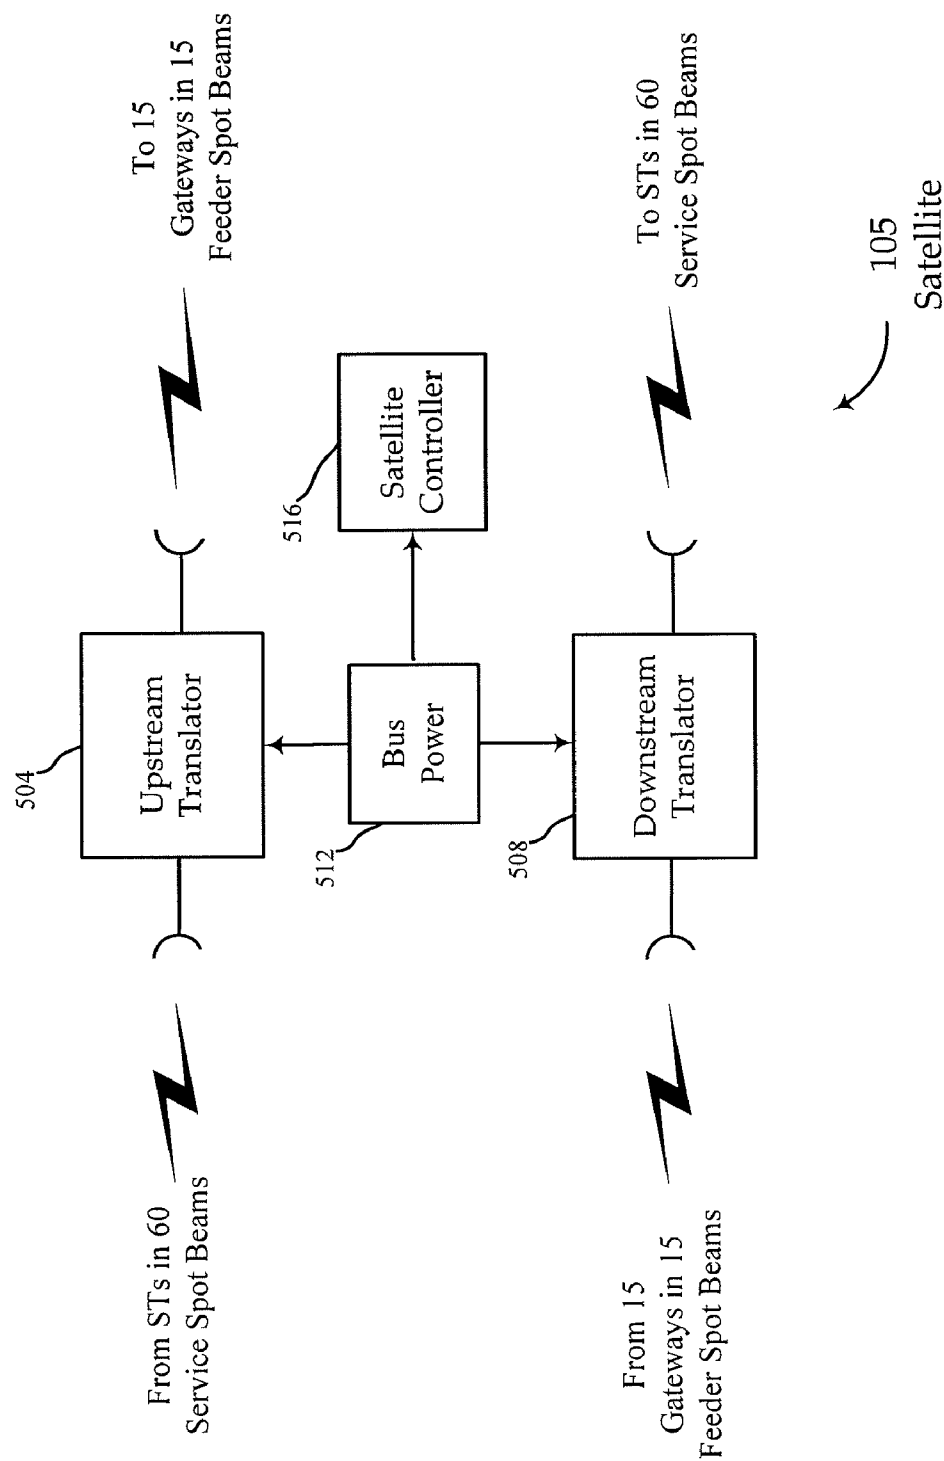 504
Upstream
Translator
From STs in 60
Service Spot Beams
To 15
Gateways in 15
Feeder Spot Beams
512
Bus
Power
516
Satellite
Controller
508
Downstream
Translator
From 15
Gateways in 15
Feeder Spot Beams
To STs in 60
Service Spot Beams
105
Satellite